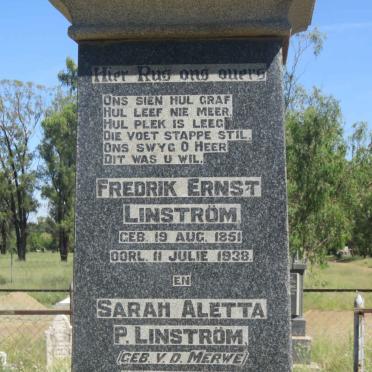 Hier Rus ons ouers
ONS SIEN HUL GRAF
HUL LEEF NIE MEER
HUL PLEK IS LEEG
DIE VOET STAPPE STIL,
ONS SWYG O HEER
DIT WAS U WIL.
FREDRIK ERNST
LINSTRÖM
GEB. 19 AUG. 1851
OORL. 11 JULIE 1938.
EN
SARAH ALETTA
P. LINSTRÖM
(GEB. V.D. MERWE)